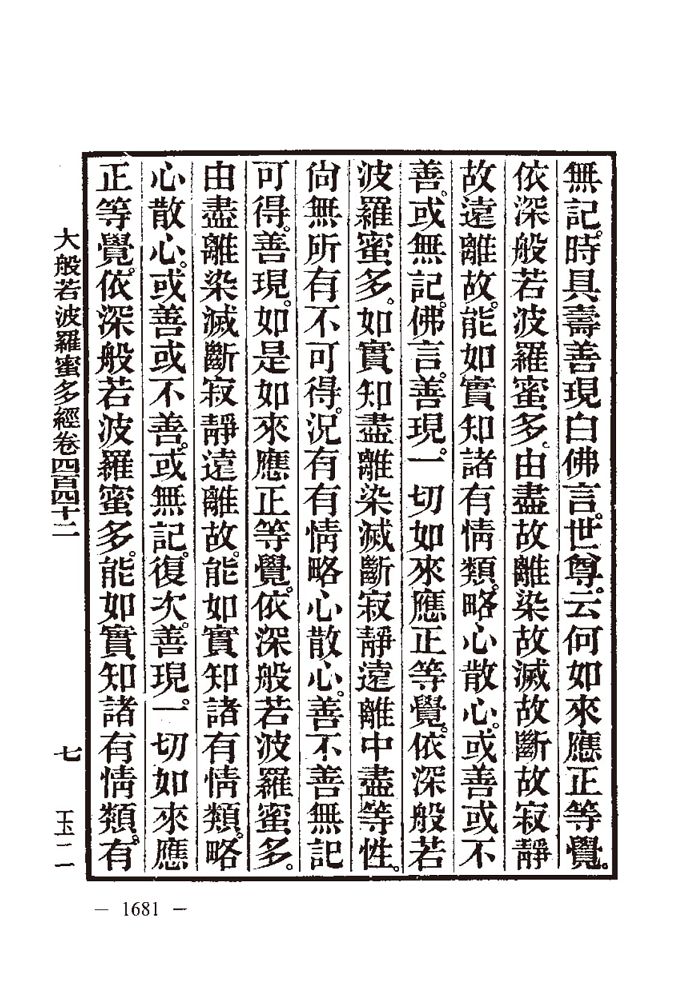 無記。時具壽善現白佛言。世尊。云何如來應正等覺。
依深般若波羅蜜多。由盡故離染故滅故斷故寂靜
故遠離故。能如實知諸有情類。略心散心。或善或不
善。或無記。佛言。善現。一切如來應正等覺。依深般若
波羅蜜多。如實知盡離染滅斷寂靜遠離中盡等性。
尚無所有不可得。況有有情略心散心。善不善無記
可得。善現。如是如來應正等覺。依深般若波羅蜜多。
由盡離染滅斷寂靜遠離故。能如實知諸有情類。略
心散心。或善或不善。或無記。復次。善現。一切如來應
正等覺。依深般若波羅蜜多。能如實知諸有情類。有
大般若波羅蜜多經卷四百四十二 七 玉二
— 1681 —